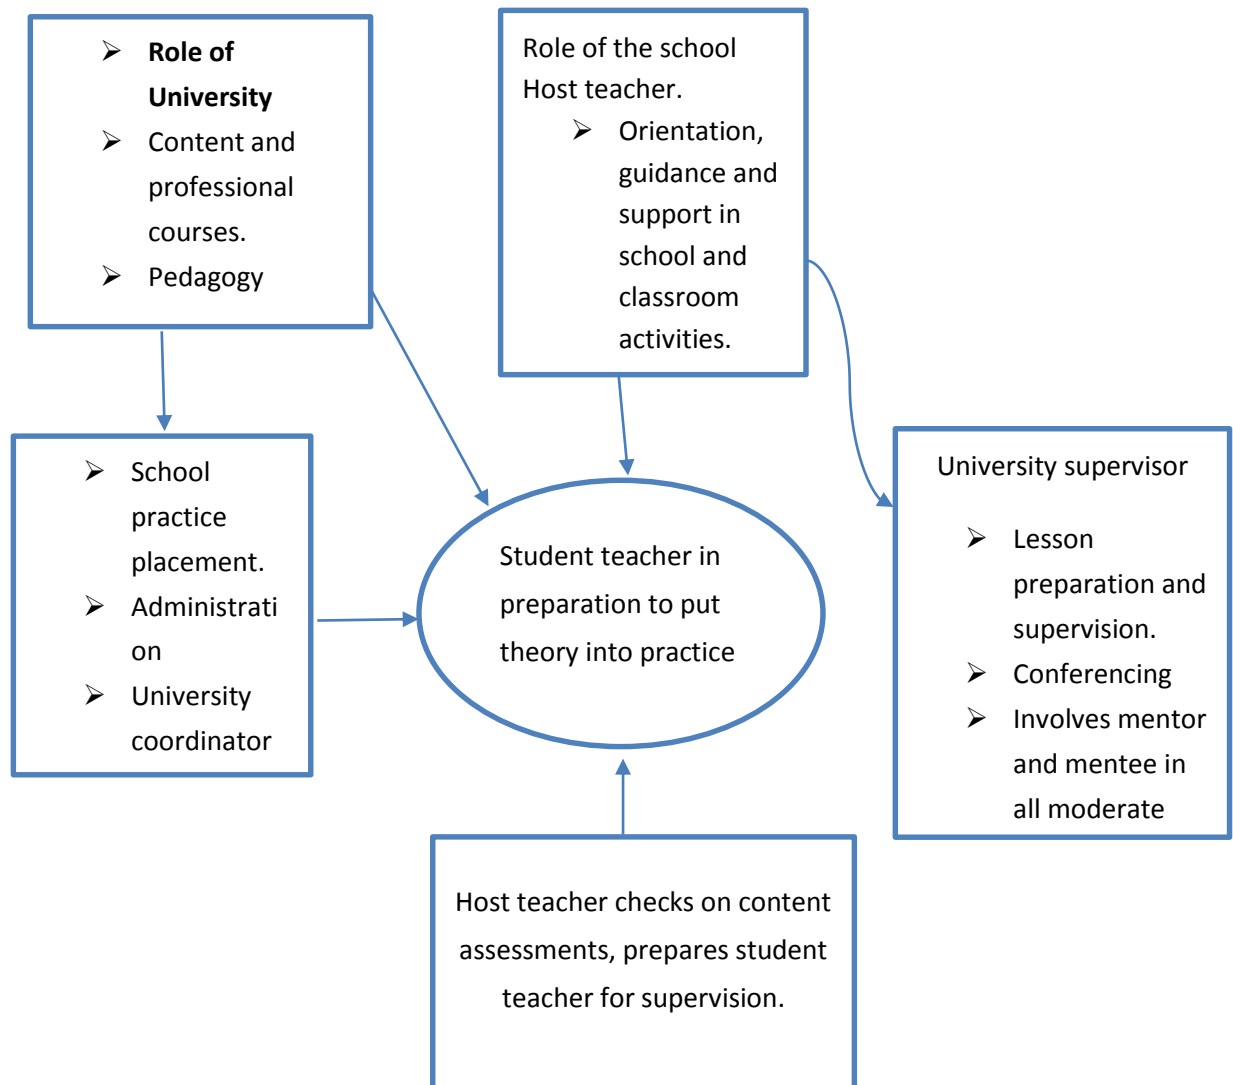 ➢ Role of
University
➢ Content and
professional
courses.
➢ Pedagogy
Role of the school
Host teacher.
➢ Orientation,
guidance and
support in
school and
classroom
activities.
➢ School
practice
placement.
➢ Administrati
on
➢ University
coordinator
Student teacher in
preparation to put
theory into practice
University supervisor
➢ Lesson
preparation and
supervision.
➢ Conferencing
➢ Involves mentor
and mentee in
all moderate
Host teacher checks on content
assessments, prepares student
teacher for supervision.